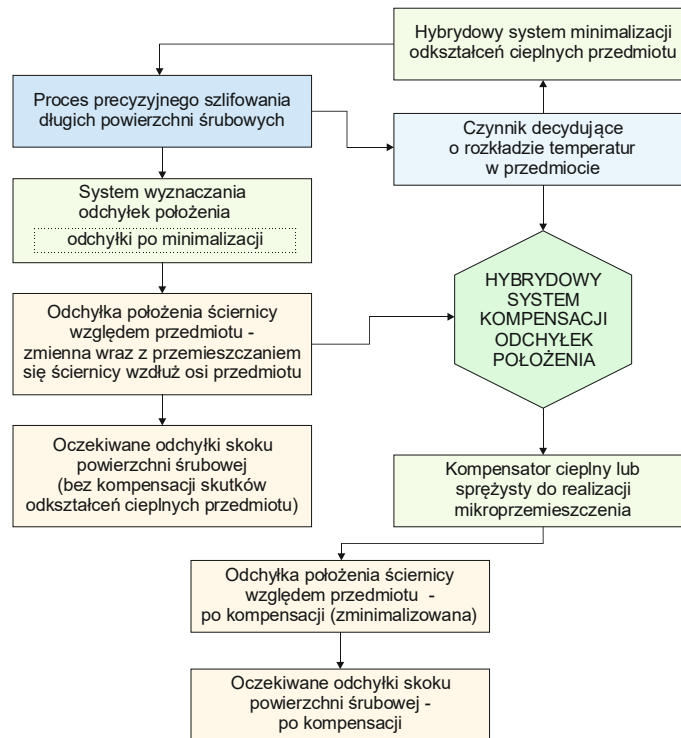 Hybrydowy system minimalizacji
odkształceń cieplnych przedmiotu
Proces precyzyjnego szlifowania
długich powierzchni śrubowych
Czynnik decydujące
o rozkładzie temperatur
w przedmiocie
System wyznaczania
odchyłek położenia
odchyłki po minimalizacji
HYBRYDOWY
SYSTEM
KOMPENSACJI
ODCHYŁEK
POŁOŻENIA
Odchyłka położenia ściernicy
względem przedmiotu -
zmienna wraz z przemieszczaniem
się ściernicy wzdłuż osi przedmiotu
Oczekiwane odchyłki skoku
powierzchni śrubowej
(bez kompensacji skutków
odkształceń cieplnych przedmiotu)
Kompensator cieplny lub
sprężysty do realizacji
mikroprzemieszczenia
Odchyłka położenia ściernicy
względem przedmiotu -
po kompensacji (zminimalizowana)
Oczekiwane odchyłki skoku
powierzchni śrubowej -
po kompensacji